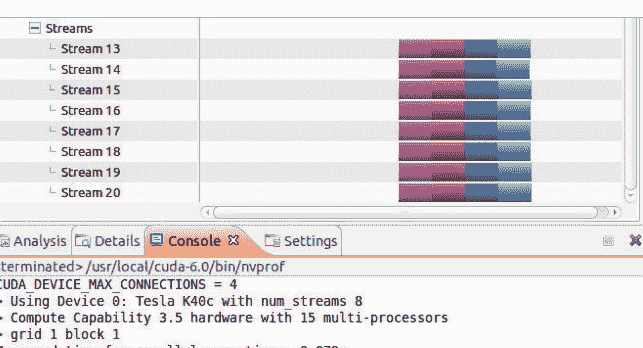 Streams
Stream 13
Stream 14
Stream 15
Stream 16
Stream 17
Stream 18
Stream 19
Stream 20
Analysis Details Console Settings
terminated> /usr/local/cuda-6.0/bin/nvprof
CUDA_DEVICE_MAX_CONNECTIONS = 4
> Using Device 0: Tesla K40c with num_streams 8
> Compute Capability 3.5 hardware with 15 multi-processors
> grid 1 block 1